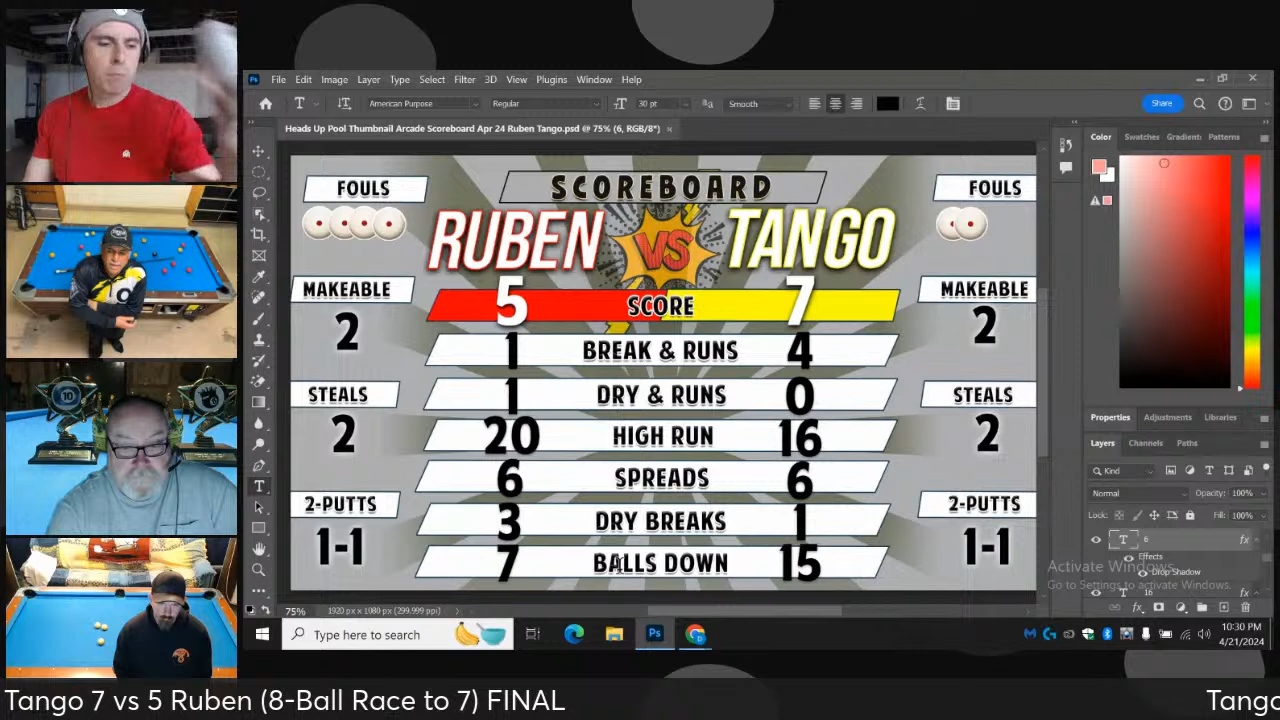 File Edit Image Layer Type Select Filter 3D View Plugins Window Help
American Purpose Regular 30 pt Smooth Share
Heads Up Pool Thumbnail Arcade Scoreboard Apr 24 Ruben Tango.psd @ 75% (6, RGB/8*)
Color Swatches Gradient Patterns
SCOREBOARD
FOULS FOULS
RUBEN VS TANGO
5 SCORE 7
MAKEABLE MAKEABLE
2 2
1 BREAK & RUNS 4
1 DRY & RUNS 0
STEALS STEALS
2 2
20 HIGH RUN 16
6 SPREADS 6
2-PUTTS 2-PUTTS
1-1 1-1
3 DRY BREAKS 1
7 BALLS DOWN 15
Properties Adjustments Libraries
Layers Channels Paths
Kind
Normal Opacity: 100%
Lock: Fill: 100%
T 6 fx
Effects
Drop Shadow
T 16 fx
Activate Windows
Go to Settings to activate Windows.
75% 1920 px x 1080 px (299.999 ppi)
Type here to search
10:30 PM
4/21/2024
Tango 7 vs 5 Ruben (8-Ball Race to 7) FINAL
Tango